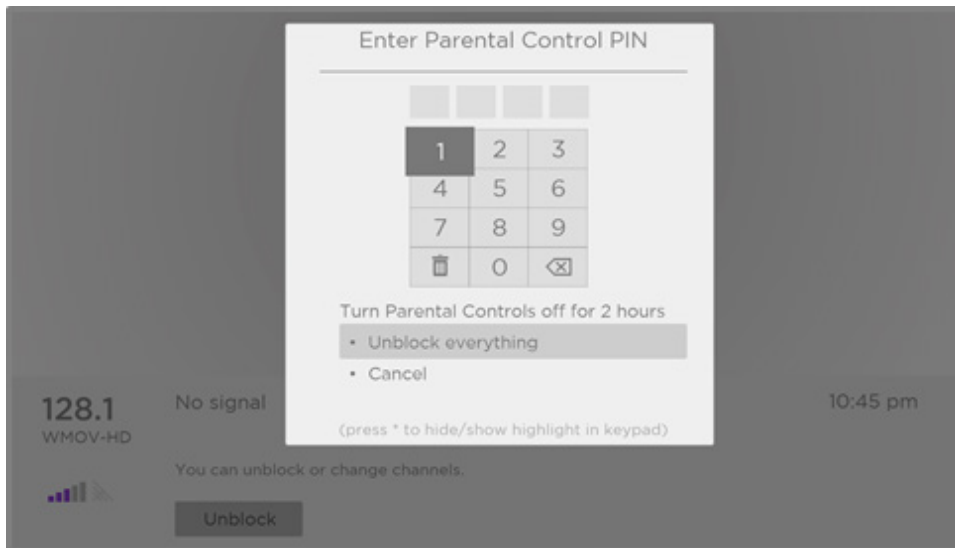 Enter Parental Control PIN
1 2 3
4 5 6
7 8 9
0
Turn Parental Controls off for 2 hours
• Unblock everything
• Cancel
(press * to hide/show highlight in keypad)
128.1 No signal 10:45 pm
WMOV-HD
You can unblock or change channels.
Unblock